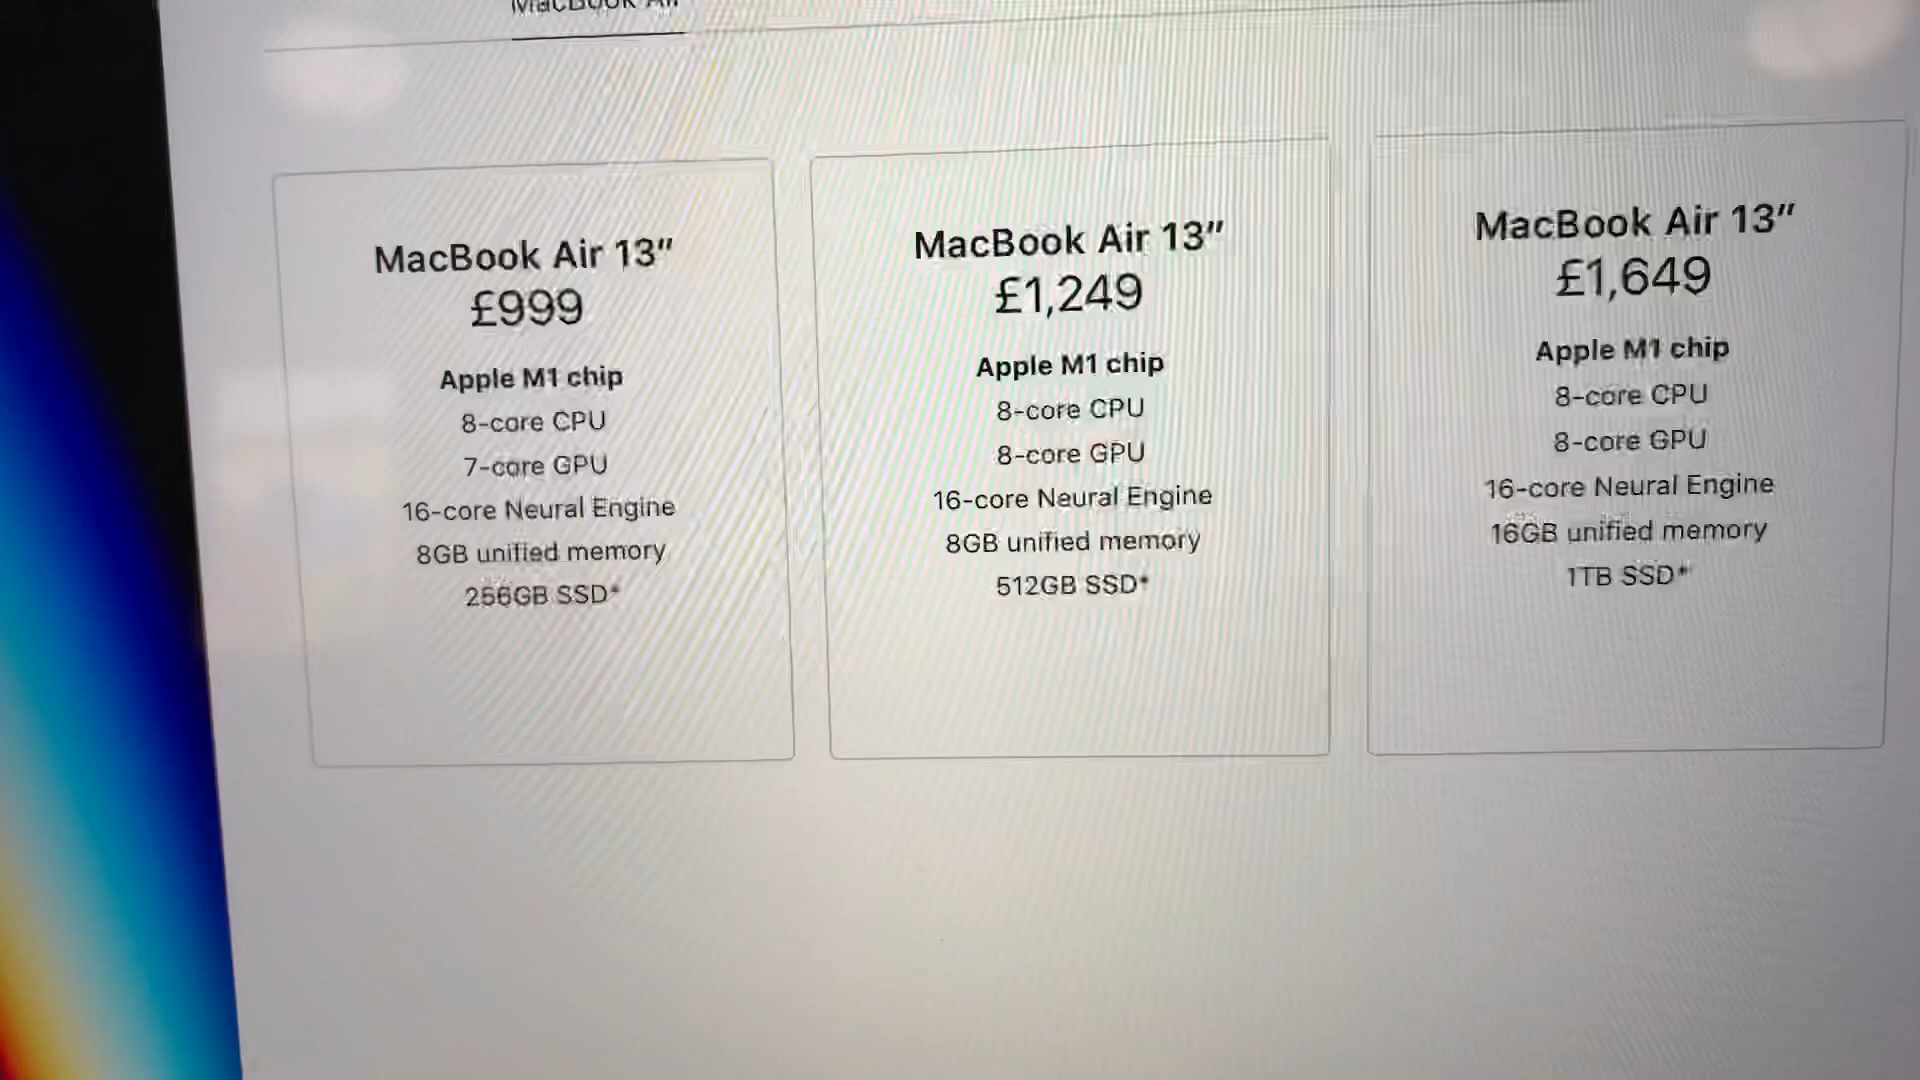 MacBook Air
MacBook Air 13”
£999
Apple M1 chip
8-core CPU
7-core GPU
16-core Neural Engine
8GB unified memory
256GB SSD*
MacBook Air 13”
£1,249
Apple M1 chip
8-core CPU
8-core GPU
16-core Neural Engine
8GB unified memory
512GB SSD*
MacBook Air 13”
£1,649
Apple M1 chip
8-core CPU
8-core GPU
16-core Neural Engine
16GB unified memory
1TB SSD*